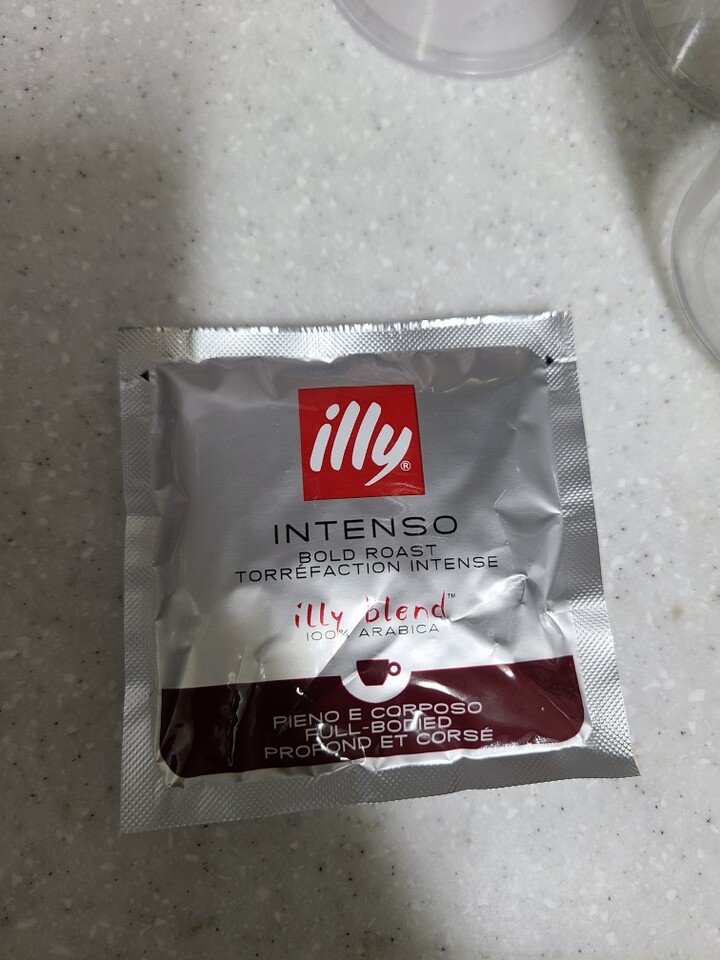 illy®
INTENSO
BOLD ROAST
TORRÉFACTION INTENSE
illy blend™
100% ARABICA
PIENO E CORPOSO
FULL-BODIED
PROFOND ET CORSÉ